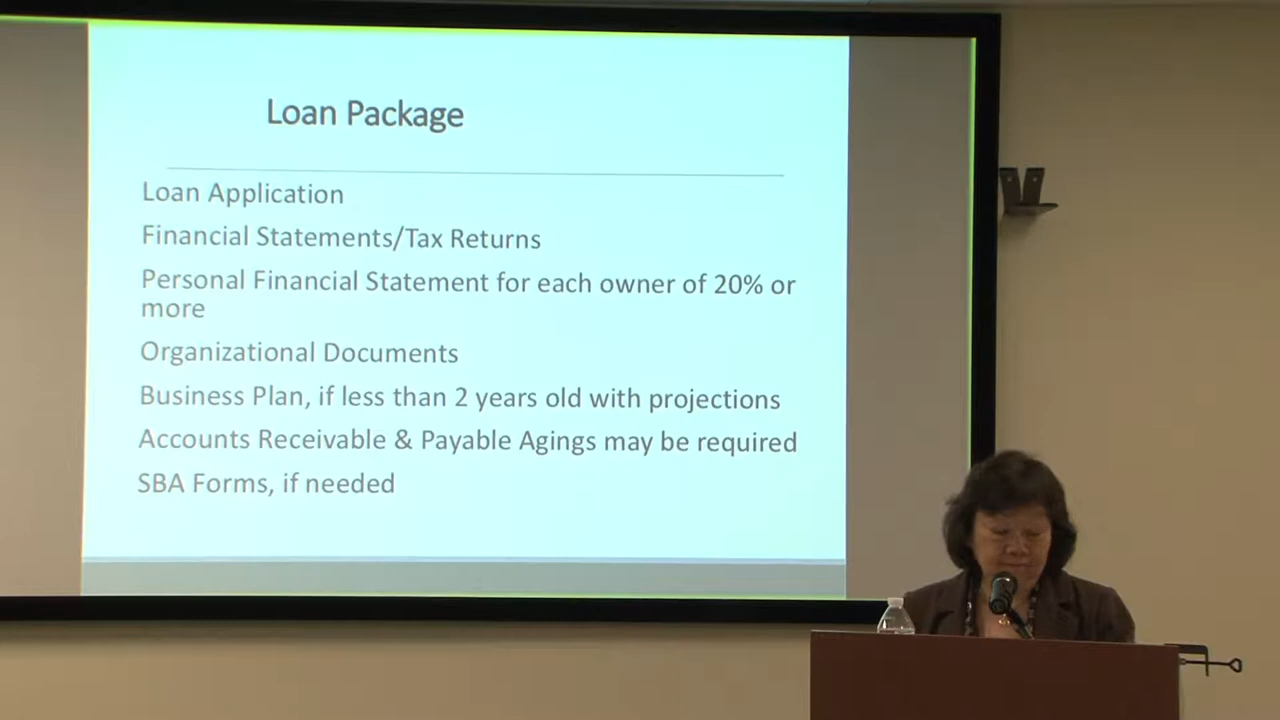 Loan Package
Loan Application
Financial Statements/Tax Returns
Personal Financial Statement for each owner of 20% or
more
Organizational Documents
Business Plan, if less than 2 years old with projections
Accounts Receivable & Payable Agings may be required
SBA Forms, if needed